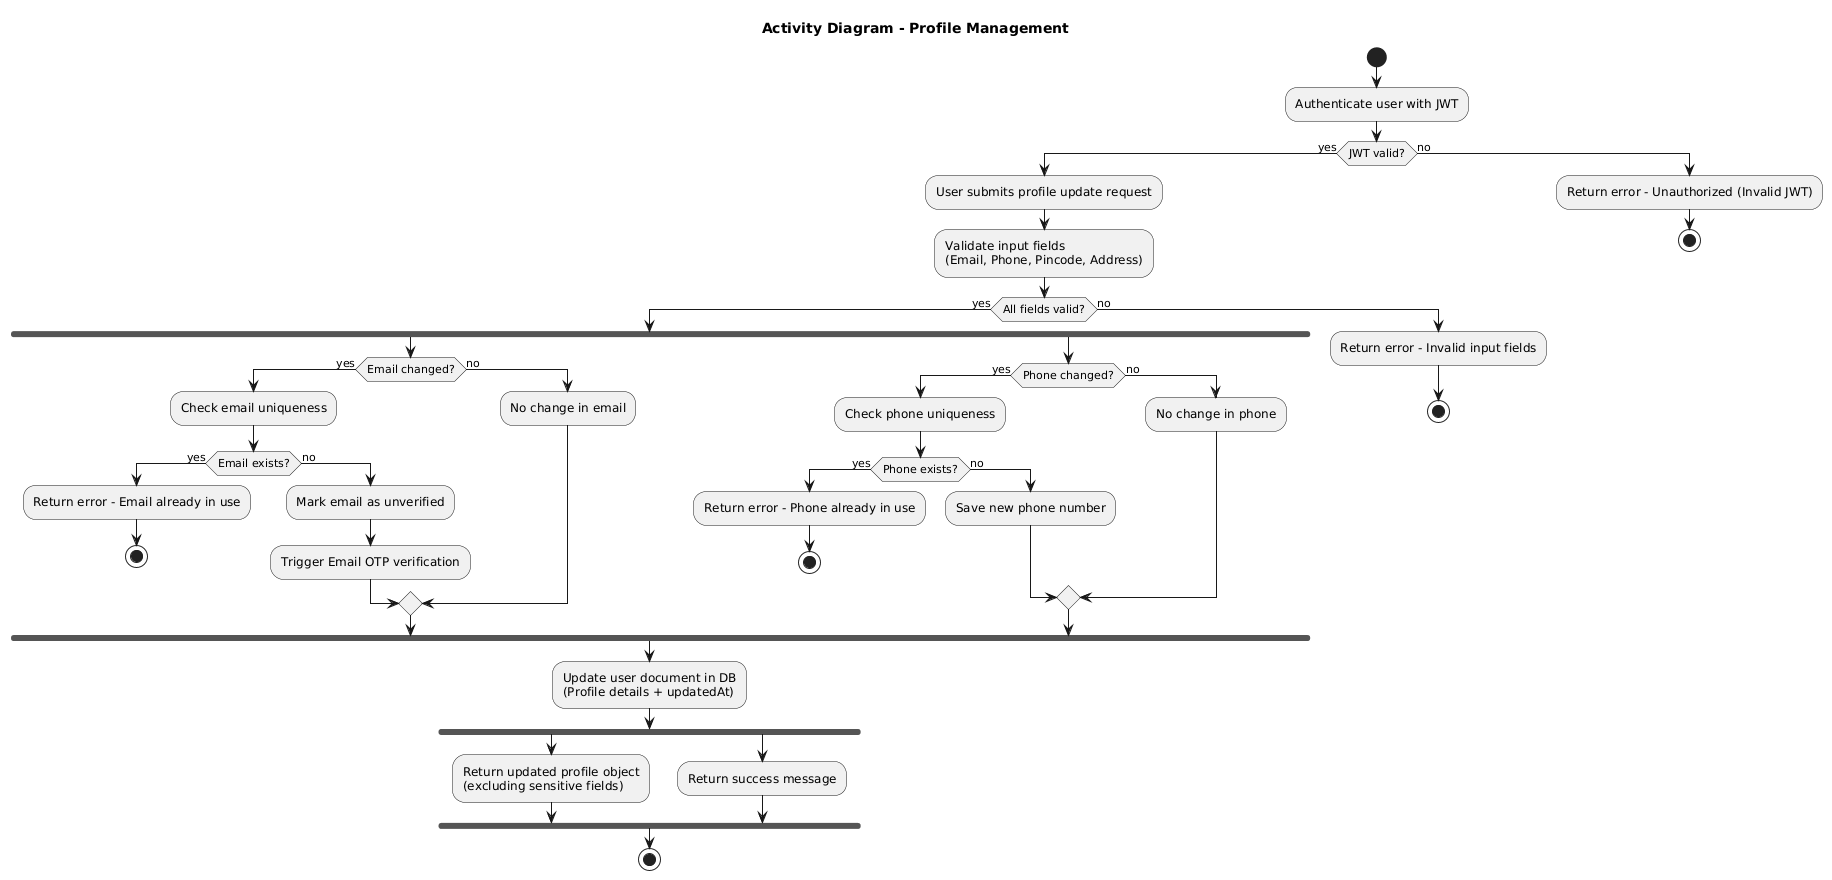 Activity Diagram - Profile Management
Authenticate user with JWT
yes
JWT valid?
no
User submits profile update request
Return error - Unauthorized (Invalid JWT)
Validate input fields
(Email, Phone, Pincode, Address)
yes
All fields valid?
no
Return error - Invalid input fields
yes
Email changed?
no
yes
Phone changed?
no
Check email uniqueness
No change in email
Check phone uniqueness
No change in phone
yes
Email exists?
no
yes
Phone exists?
no
Return error - Email already in use
Mark email as unverified
Return error - Phone already in use
Save new phone number
Trigger Email OTP verification
Update user document in DB
(Profile details + updatedAt)
Return updated profile object
(excluding sensitive fields)
Return success message